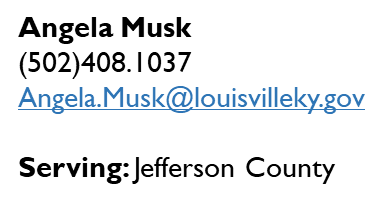 Angela Musk
(502)408.1037
Angela.Musk@louisvilleky.gov
Serving: Jefferson County